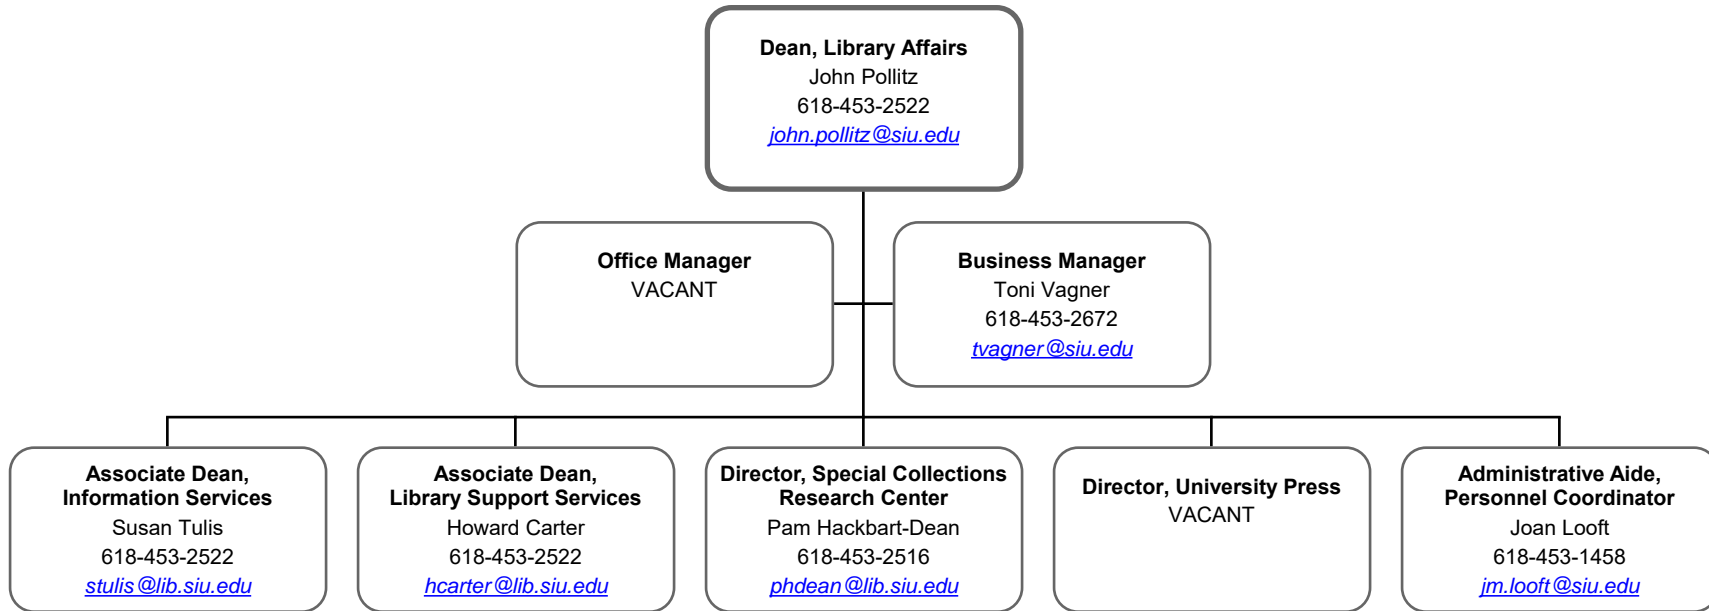 Dean, Library Affairs
John Pollitz
618-453-2522
john.pollitz@siu.edu
Office Manager
VACANT
Business Manager
Toni Vagner
618-453-2672
tvagner@siu.edu
Associate Dean,
Information Services
Susan Tulis
618-453-2522
stulis@lib.siu.edu
Associate Dean,
Library Support Services
Howard Carter
618-453-2522
hcarter@lib.siu.edu
Director, Special Collections
Research Center
Pam Hackbart-Dean
618-453-2516
phdean@lib.siu.edu
Director, University Press
VACANT
Administrative Aide,
Personnel Coordinator
Joan Looft
618-453-1458
jm.looft@siu.edu